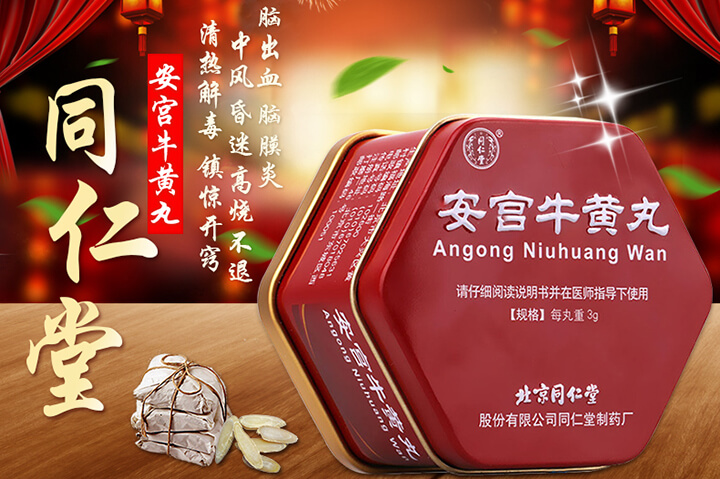 同仁堂
安宫牛黄丸
脑出血 脑膜炎
中风昏迷高烧不退
清热解毒 镇惊开窍
同仁堂
®
安宫牛黄丸
Angong Niuhuang Wan
请仔细阅读说明书并在医师指导下使用
【规格】每丸重 3g
北京同仁堂
股份有限公司同仁堂制药厂
安宫牛黄丸
Angong Niuhuang Wan